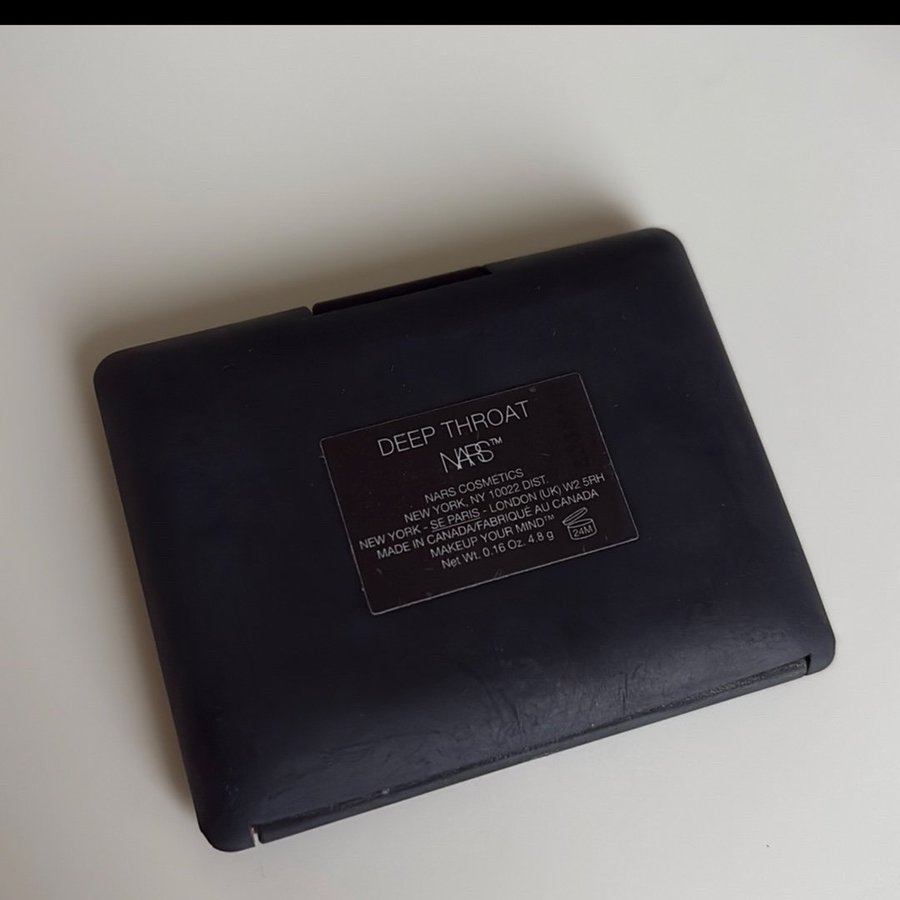 DEEP THROAT
NARS™
NARS COSMETICS
NEW YORK, NY 10022 DIST.
NEW YORK - SE PARIS - LONDON (UK) W2 5RH
MADE IN CANADA/FABRIQUÉ AU CANADA
MAKEUP YOUR MIND™
Net Wt. 0.16 Oz. 4.8 g
24M